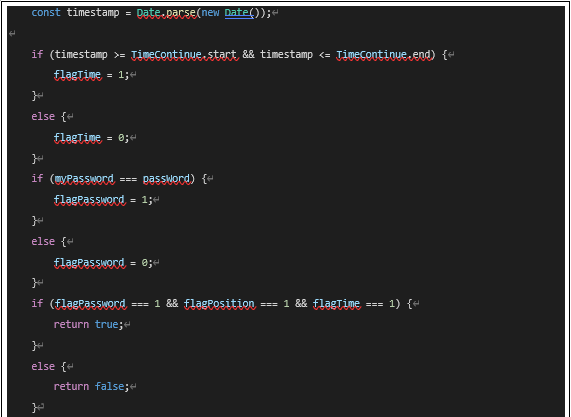 const timestamp = Date.parse(new Date());
if (timestamp >= TimeContinue.start && timestamp <= TimeContinue.end) {
flagTime = 1;
}
else {
flagTime = 0;
}
if (myPassword === passWord) {
flagPassword = 1;
}
else {
flagPassword = 0;
}
if (flagPassword === 1 && flagPosition === 1 && flagTime === 1) {
return true;
}
else {
return false;
}